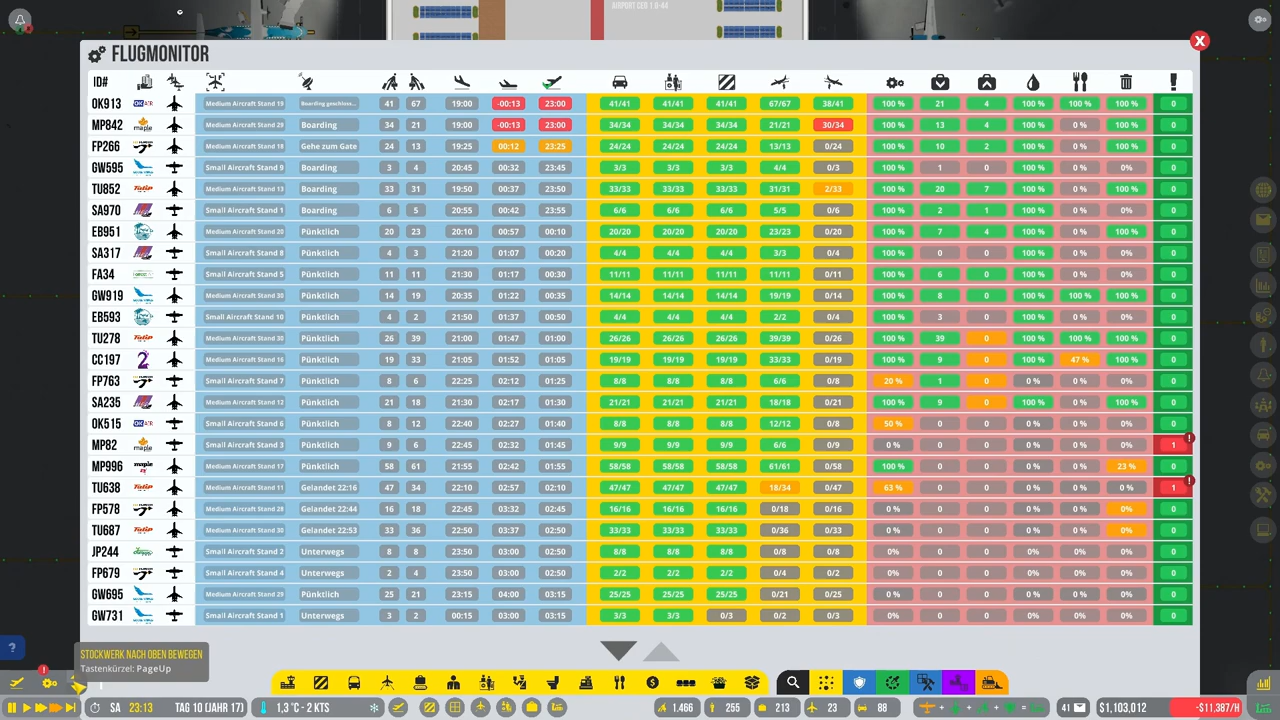 AIRPORT CEO 1 0-44
FLUGMONITOR
X
ID#
OK913 OKAIR Medium Aircraft Stand 19 Boarding geschloss... 41 67 19:00 -00:13 23:00 41/41 41/41 41/41 67/67 38/41 100 % 21 4 100 % 100 % 100 % 0
MP842 maple Medium Aircraft Stand 29 Boarding 34 21 19:00 -00:13 23:00 34/34 34/34 34/34 21/21 30/34 100 % 13 4 100 % 0 % 100 % 0
FP266 Medium Aircraft Stand 18 Gehe zum Gate 24 13 19:25 00:12 23:25 24/24 24/24 24/24 13/13 0/24 100 % 10 2 100 % 0 % 100 % 0
GW595 Small Aircraft Stand 9 Boarding 3 4 20:45 00:32 23:45 3/3 3/3 3/3 4/4 0/3 100 % 1 0 100 % 0 % 0% 0
TU852 Tulip Medium Aircraft Stand 13 Boarding 33 31 19:50 00:37 23:50 33/33 33/33 33/33 31/31 2/33 100 % 20 7 100 % 0 % 100 % 0
SA970 Small Aircraft Stand 1 Boarding 6 5 20:55 00:42 23:55 6/6 6/6 6/6 5/5 0/6 100 % 2 1 100 % 0 % 0% 0
EB951 Medium Aircraft Stand 20 Pünktlich 20 23 20:10 00:57 00:10 20/20 20/20 20/20 23/23 0/20 100 % 7 4 100 % 0 % 100 % 0
SA317 Small Aircraft Stand 8 Pünktlich 4 3 21:20 01:07 00:20 4/4 4/4 4/4 3/3 0/4 100 % 0 0 100 % 0 % 0% 0
FA34 Small Aircraft Stand 5 Pünktlich 11 11 21:30 01:17 00:30 11/11 11/11 11/11 11/11 0/11 100 % 6 0 100 % 0 % 0% 0
GW919 Medium Aircraft Stand 30 Pünktlich 14 19 20:35 01:22 00:35 14/14 14/14 14/14 19/19 0/14 100 % 8 0 100 % 100 % 100 % 0
EB593 Small Aircraft Stand 10 Pünktlich 4 2 21:50 01:37 00:50 4/4 4/4 4/4 2/2 0/4 100 % 3 0 100 % 0 % 0% 0
TU278 Tulip Medium Aircraft Stand 30 Pünktlich 26 39 21:00 01:47 01:00 26/26 26/26 26/26 39/39 0/26 100 % 39 0 100 % 100 % 100 % 0
CC197 2 Medium Aircraft Stand 16 Pünktlich 19 33 21:05 01:52 01:05 19/19 19/19 19/19 33/33 0/19 100 % 9 0 100 % 47 % 100 % 0
FP763 Small Aircraft Stand 7 Pünktlich 8 6 22:25 02:12 01:25 8/8 8/8 8/8 6/6 0/8 20 % 1 0 0 % 0 % 0% 0
SA235 Medium Aircraft Stand 12 Pünktlich 21 18 21:30 02:17 01:30 21/21 21/21 21/21 18/18 0/21 100 % 9 0 100 % 0 % 100 % 0
OK515 OKAIR Small Aircraft Stand 6 Pünktlich 8 12 22:40 02:27 01:40 8/8 8/8 8/8 12/12 0/8 50 % 0 0 0 % 0 % 0% 0
MP82 maple Small Aircraft Stand 3 Pünktlich 9 6 22:45 02:32 01:45 9/9 9/9 9/9 6/6 0/9 0 % 0 0 0 % 0 % 0% 1 !
MP996 maple Medium Aircraft Stand 17 Pünktlich 58 61 21:55 02:42 01:55 58/58 58/58 58/58 61/61 0/58 100 % 0 0 0 % 0 % 23 % 0
TU638 Tulip Medium Aircraft Stand 11 Gelandet 22:16 47 34 22:10 02:57 02:10 47/47 47/47 47/47 18/34 0/47 63 % 0 0 0 % 0 % 0 % 1 !
FP578 Medium Aircraft Stand 28 Gelandet 22:44 16 18 22:45 03:32 02:45 16/16 16/16 16/16 0/18 0/16 0 % 0 0 0 % 0 % 0% 0
TU687 Tulip Medium Aircraft Stand 30 Gelandet 22:53 33 36 22:50 03:37 02:50 33/33 33/33 33/33 0/36 0/33 0 % 0 0 0 % 0 % 0% 0
JP244 Small Aircraft Stand 2 Unterwegs 8 8 23:50 03:00 02:50 8/8 8/8 8/8 0/8 0/8 0% 0 0 0% 0% 0% 0
FP679 Small Aircraft Stand 4 Unterwegs 2 4 23:50 03:00 02:50 2/2 2/2 2/2 0/4 0/2 0% 0 0 0% 0% 0% 0
GW695 Medium Aircraft Stand 29 Unterwegs 25 21 23:15 04:00 03:15 25/25 25/25 25/25 0/21 0/25 0% 0 0 0% 0% 0% 0
GW731 Small Aircraft Stand 1 Unterwegs 3 2 00:15 03:00 03:15 3/3 3/3 0/3 0/2 0/3 0% 0 0 0% 0% 0% 0
?
STOCKWERK NACH OBEN BEWEGEN
Tastenkürzel: PageUp
SA 23:13 TAG 10 (JAHR 17) 1,3°C - 2 KTS 1.466 255 213 23 88 41 $1,103,012 -$11,387/H